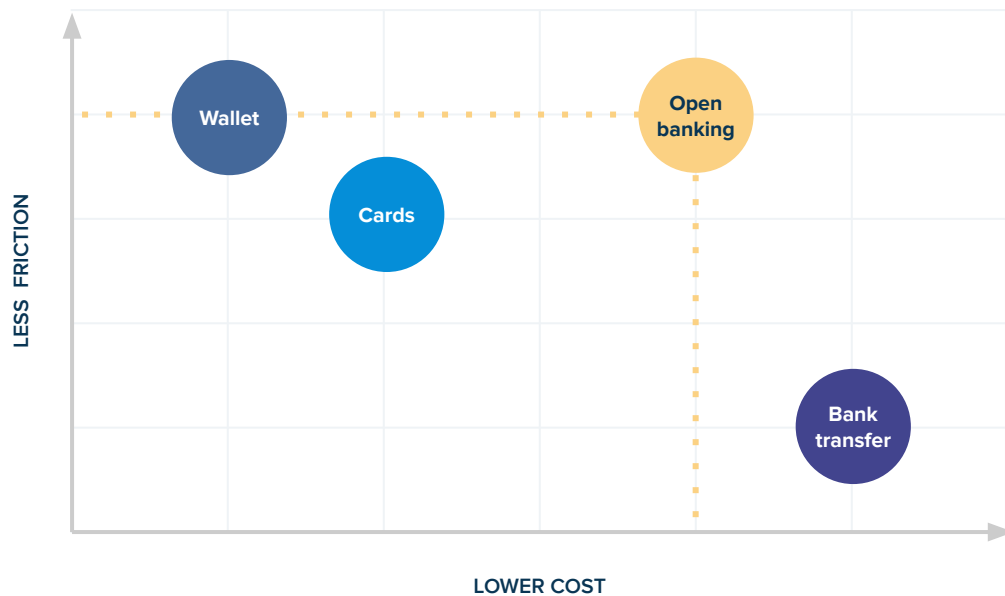 Wallet
Open
banking
Cards
LESS FRICTION
Bank
transfer
LOWER COST